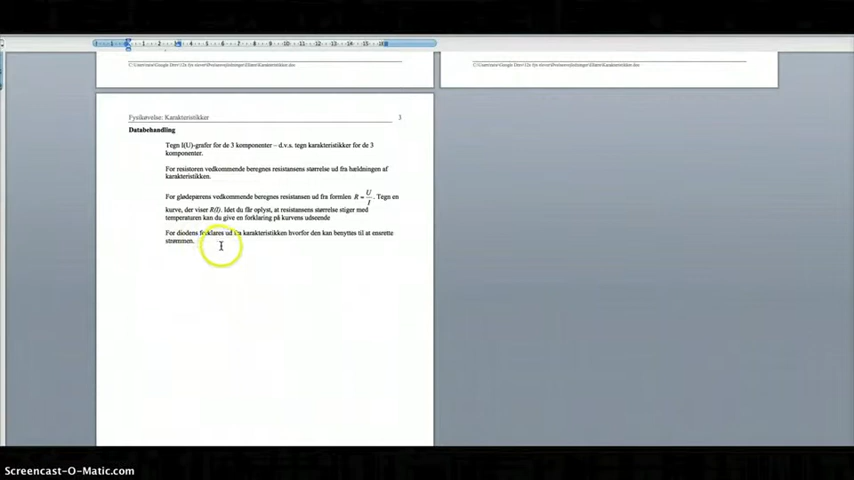 Fysikøvelse: Karakteristikker 3
Databehandling
Tegn I(U)-grafer for de 3 komponenter – d.v.s. tegn karakteristikker for de 3
komponenter.
For resistoren vedkommende beregnes resistansens størrelse ud fra hældningen af
karakteristikken.
For glødepærens vedkommende beregnes resistansen ud fra formlen R = U/I. Tegn en
kurve, der viser R(I). Idet du får oplyst, at resistansens størrelse stiger med
temperaturen kan du give en forklaring på kurvens udseende
For diodens forklares ud fra karakteristikken hvorfor den kan benyttes til at ensrette
strømmen.
Screencast-O-Matic.com